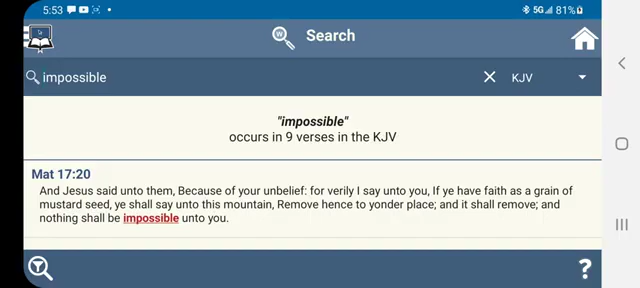 5:53 5G 81%
W Search
impossible KJV
"impossible"
occurs in 9 verses in the KJV
Mat 17:20
And Jesus said unto them, Because of your unbelief: for verily I say unto you, If ye have faith as a grain of
mustard seed, ye shall say unto this mountain, Remove hence to yonder place; and it shall remove; and
nothing shall be impossible unto you.
?